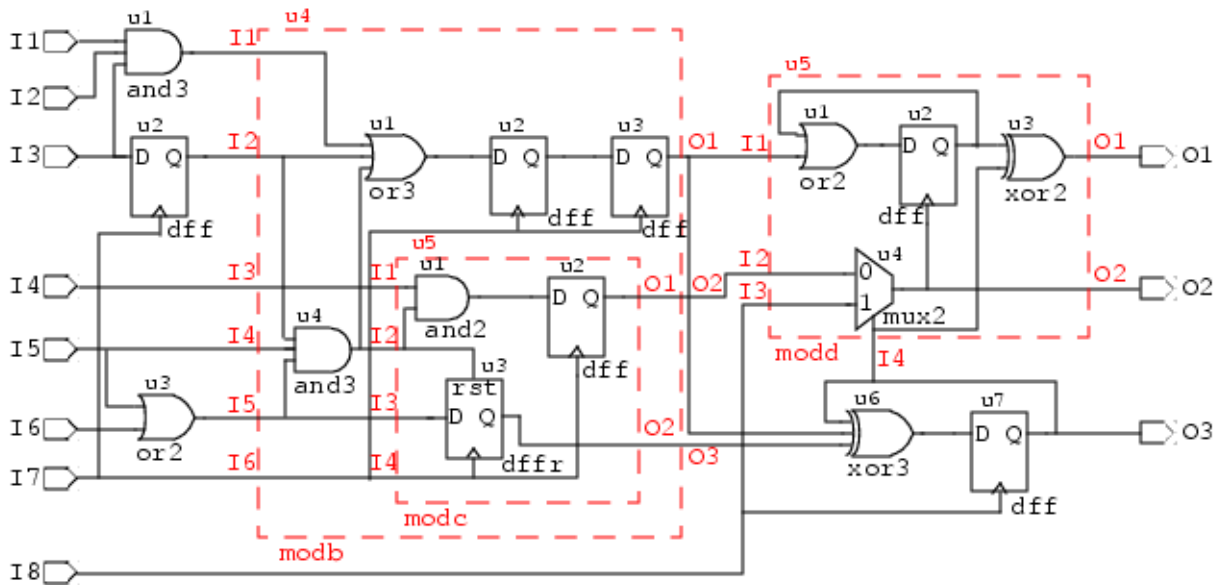 u1 u4
I1 I1 u5
I2 and3 u1 u2 u3 u1 u2 u3
u2 O1 I1 O1 O1
I3 D Q I2 D Q D Q D Q
or3 or2 xor2
dff dff dff dff
u5 I2 u4
u1 u2 0
I4 I3 I1 D Q O1 O2 I3 1 O2 O2
u4 and2 mux2
I5 I4 I2 dff modd I4
u3 and3 u3
rst u6 u7
I3 D Q O2 D Q O3
I6 I5 O3
or2 dffr xor3
I7 I6 I4 dff
modc
modb
I8